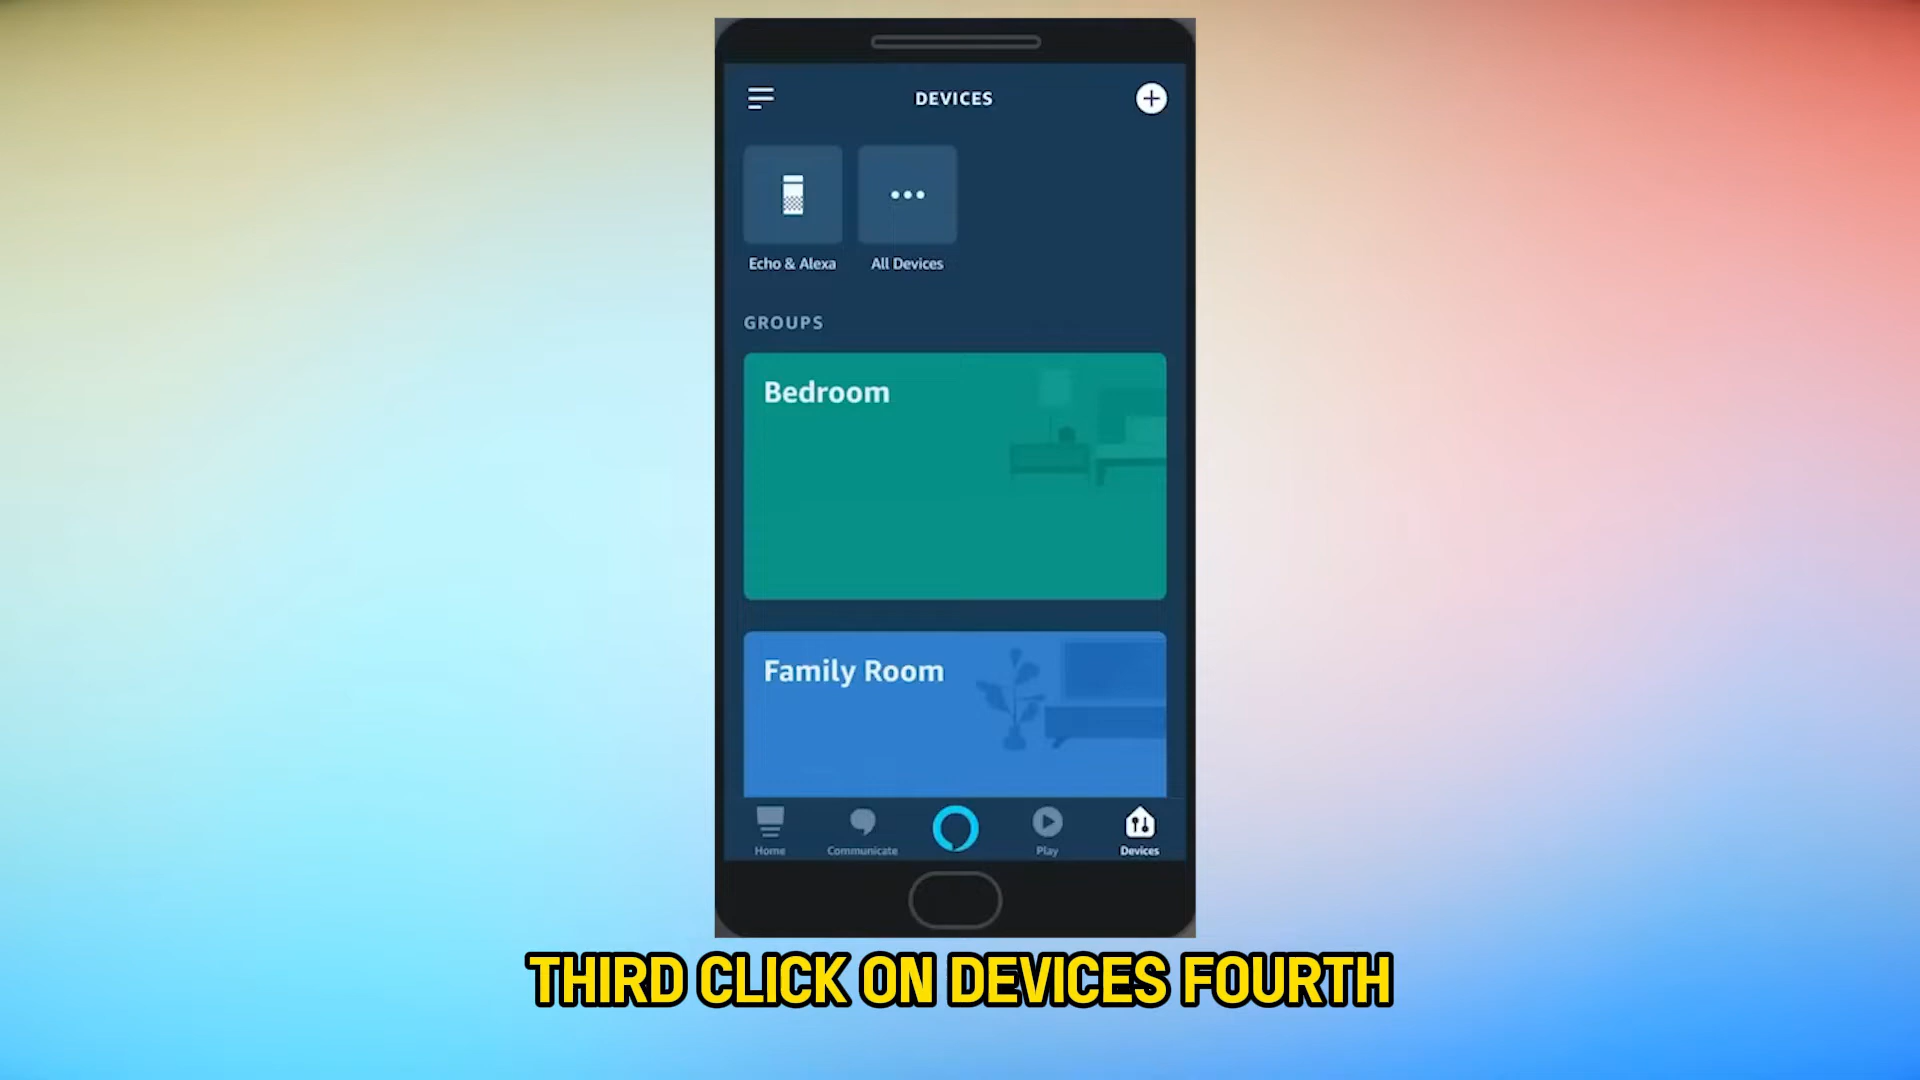 DEVICES
Echo & Alexa
All Devices
GROUPS
Bedroom
Family Room
Home
Communicate
Play
Devices
THIRD CLICK ON DEVICES FOURTH